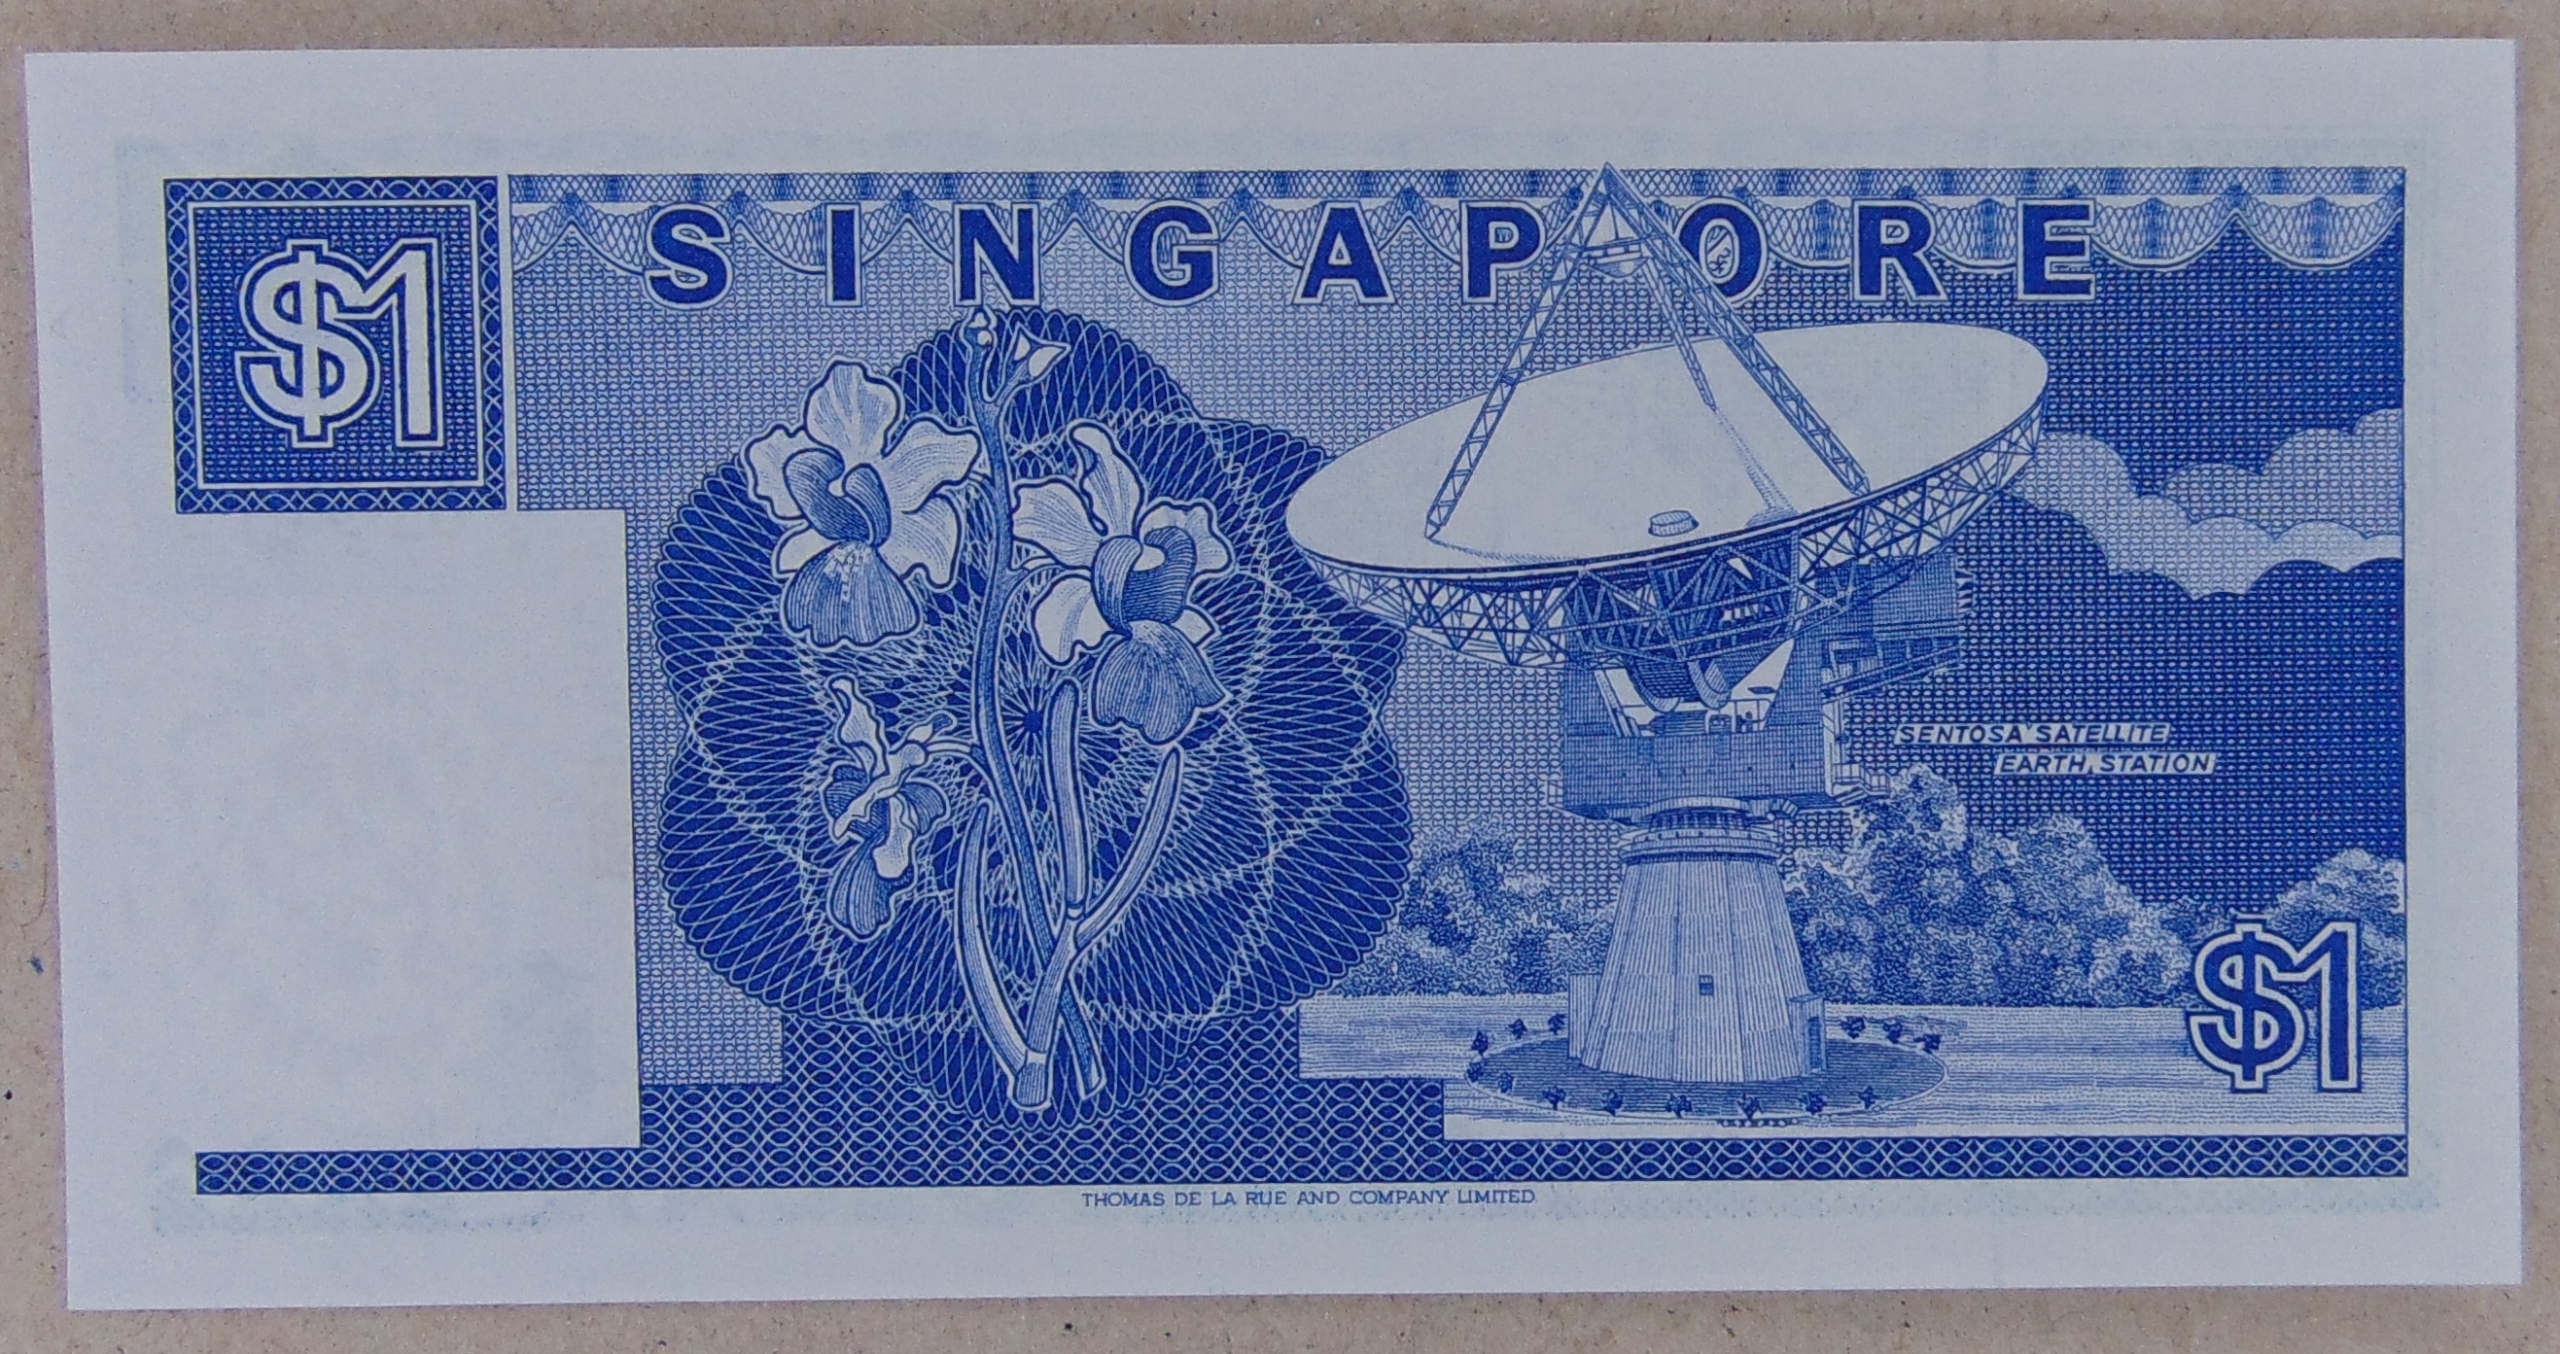 $1
SINGAPORE
SENTOSA SATELLITE
EARTH STATION
$1
THOMAS DE LA RUE AND COMPANY LIMITED.